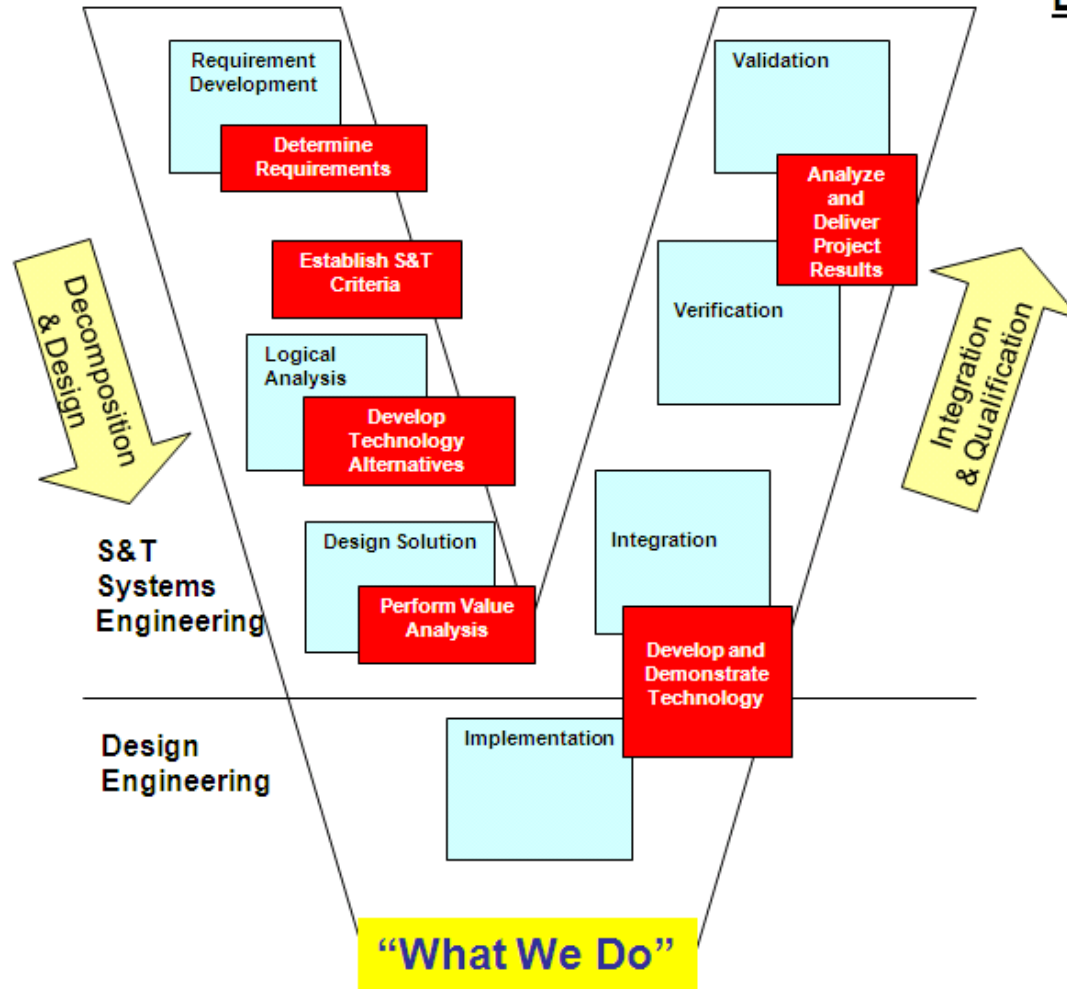 Requirement
Development
Determine
Requirements
Establish S&T
Criteria
Logical
Analysis
Develop
Technology
Alternatives
Design Solution
Perform Value
Analysis
Decomposition
& Design
S&T
Systems
Engineering
Design
Engineering
Implementation
Develop and
Demonstrate
Technology
Integration
Verification
Analyze
and
Deliver
Project
Results
Validation
Integration
& Qualification
“What We Do”